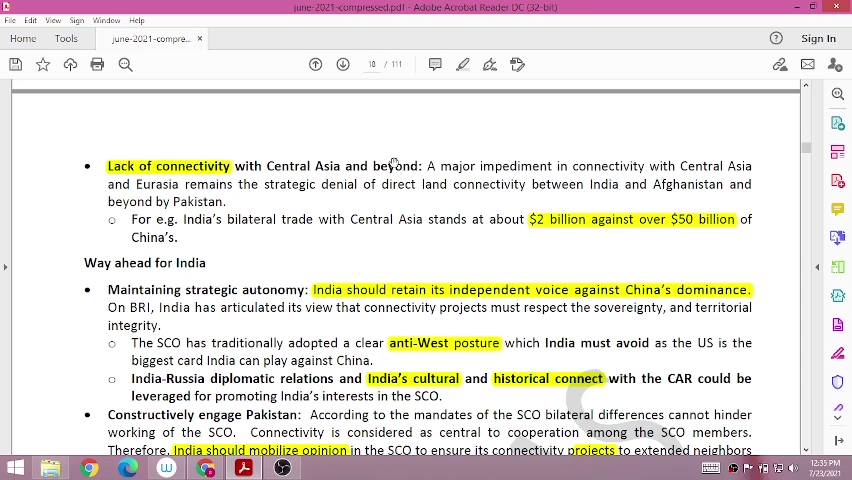 june-2021-compressed.pdf - Adobe Acrobat Reader DC (32-bit)
File Edit View Sign Window Help
Home Tools june-2021-compre... × Sign In
18 / 111
• Lack of connectivity with Central Asia and beyond: A major impediment in connectivity with Central Asia
and Eurasia remains the strategic denial of direct land connectivity between India and Afghanistan and
beyond by Pakistan.
o For e.g. India's bilateral trade with Central Asia stands at about $2 billion against over $50 billion of
China's.
Way ahead for India
• Maintaining strategic autonomy: India should retain its independent voice against China's dominance.
On BRI, India has articulated its view that connectivity projects must respect the sovereignty, and territorial
integrity.
o The SCO has traditionally adopted a clear anti-West posture which India must avoid as the US is the
biggest card India can play against China.
o India-Russia diplomatic relations and India's cultural and historical connect with the CAR could be
leveraged for promoting India's interests in the SCO.
• Constructively engage Pakistan: According to the mandates of the SCO bilateral differences cannot hinder
working of the SCO. Connectivity is considered as central to cooperation among the SCO members.
Therefore, India should mobilize opinion in the SCO to ensure its connectivity projects to extended neighbors
12:35 PM
7/23/2021